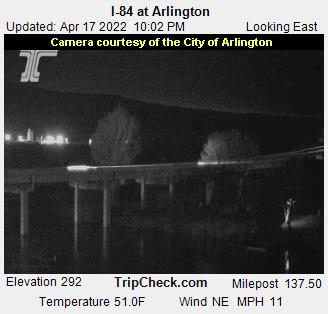 I-84 at Arlington
Updated: Apr 17 2022 10:02 PM Looking East
Camera courtesy of the City of Arlington
Elevation 292 TripCheck.com Milepost 137.50
Temperature 51.0F Wind NE MPH 11